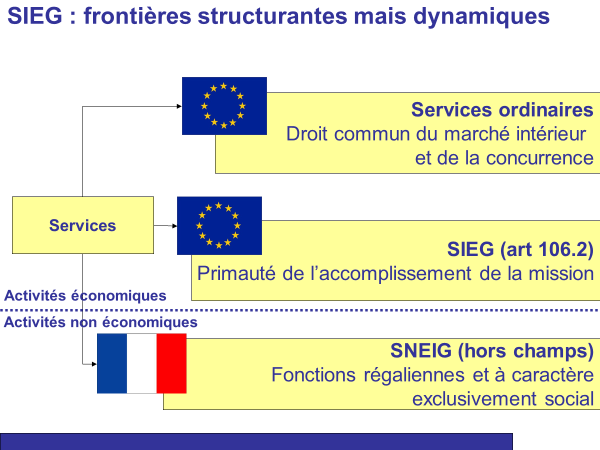 SIEG : frontières structurantes mais dynamiques
Services ordinaires
Droit commun du marché intérieur
et de la concurrence
Services
SIEG (art 106.2)
Primauté de l’accomplissement de la mission
Activités économiques
Activités non économiques
SNEIG (hors champs)
Fonctions régaliennes et à caractère
exclusivement social